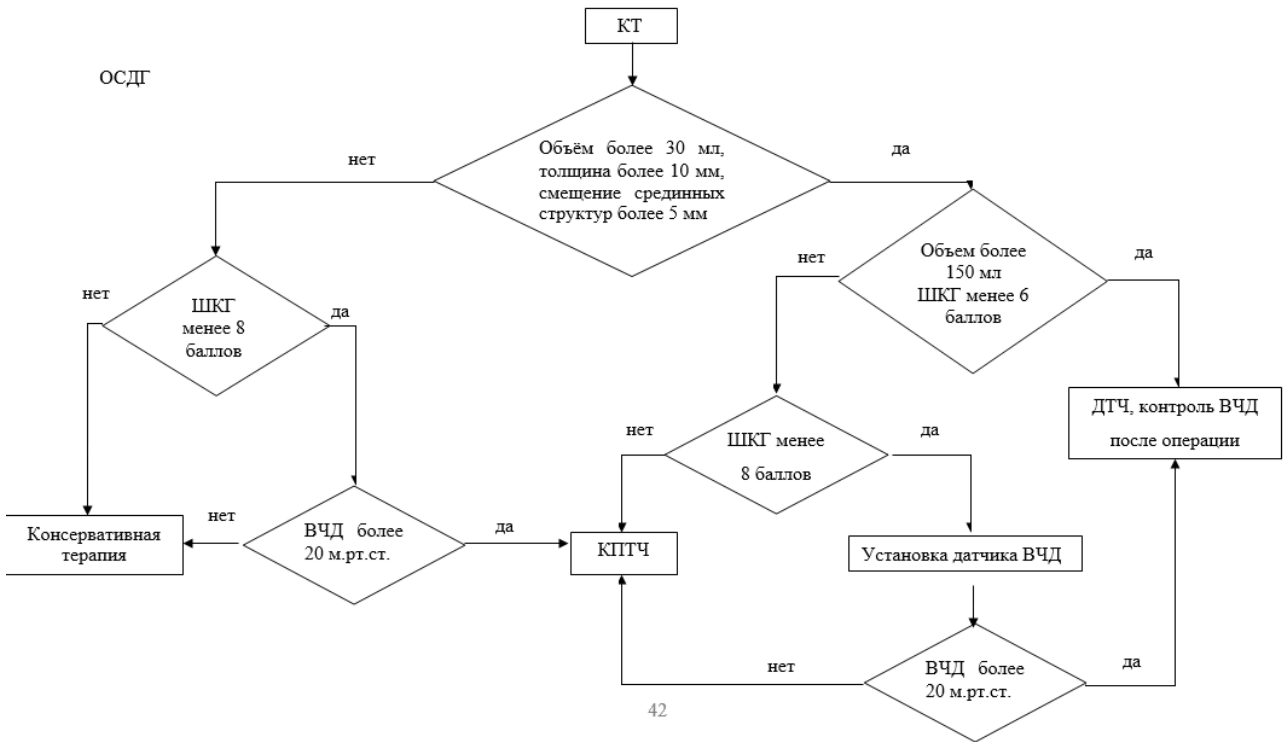 КТ
ОСДГ
Объём более 30 мл,
толщина более 10 мм,
смещение срединных
структур более 5 мм
нет
да
Объем более
150 мл
ШКГ менее 6
баллов
нет
да
ШКГ
менее 8
баллов
нет
да
ДТЧ, контроль ВЧД
после операции
ШКГ менее
8 баллов
нет
да
Консервативная
терапия
нет
ВЧД более
20 м.рт.ст.
да
КПТЧ
Установка датчика ВЧД
нет
ВЧД более
20 м.рт.ст.
да
42